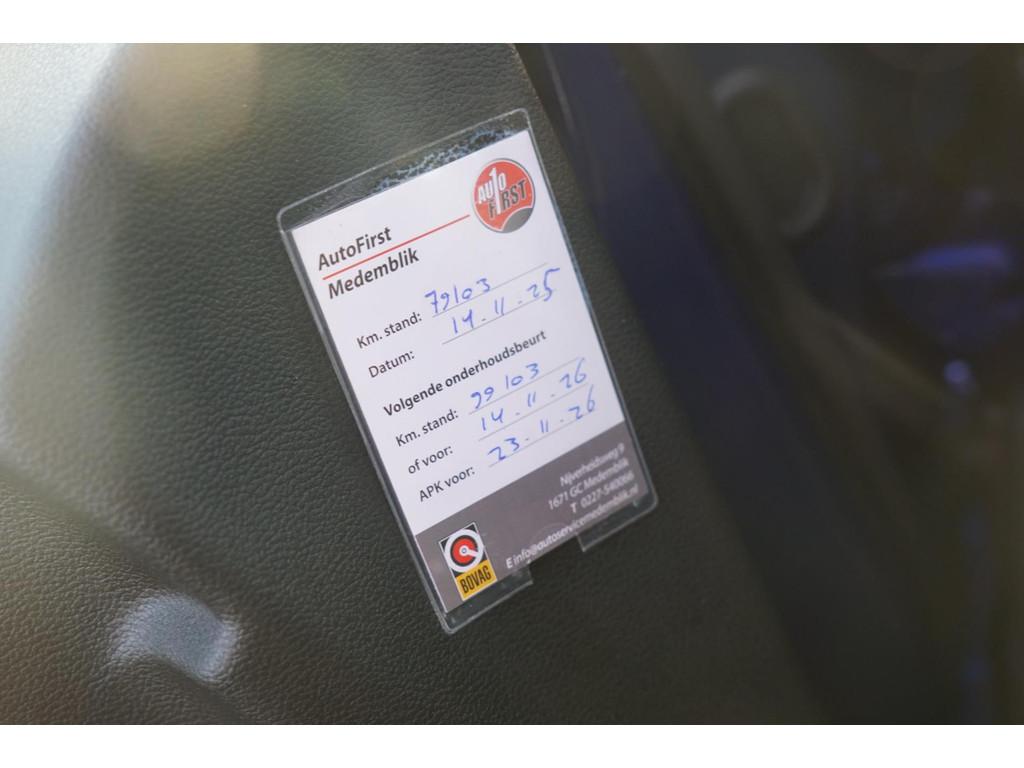 AUTO
FIRST
AutoFirst
Medemblik
Km. stand: 79103
Datum: 14-11-25
Volgende onderhoudsbeurt
Km. stand: 99103
of voor: 14-11-26
APK voor: 23-11-26
Nijverheidsweg 9
1671 GC Medemblik
T 0227-540066
E info@autoservicemedemblik.nl
BOVAG